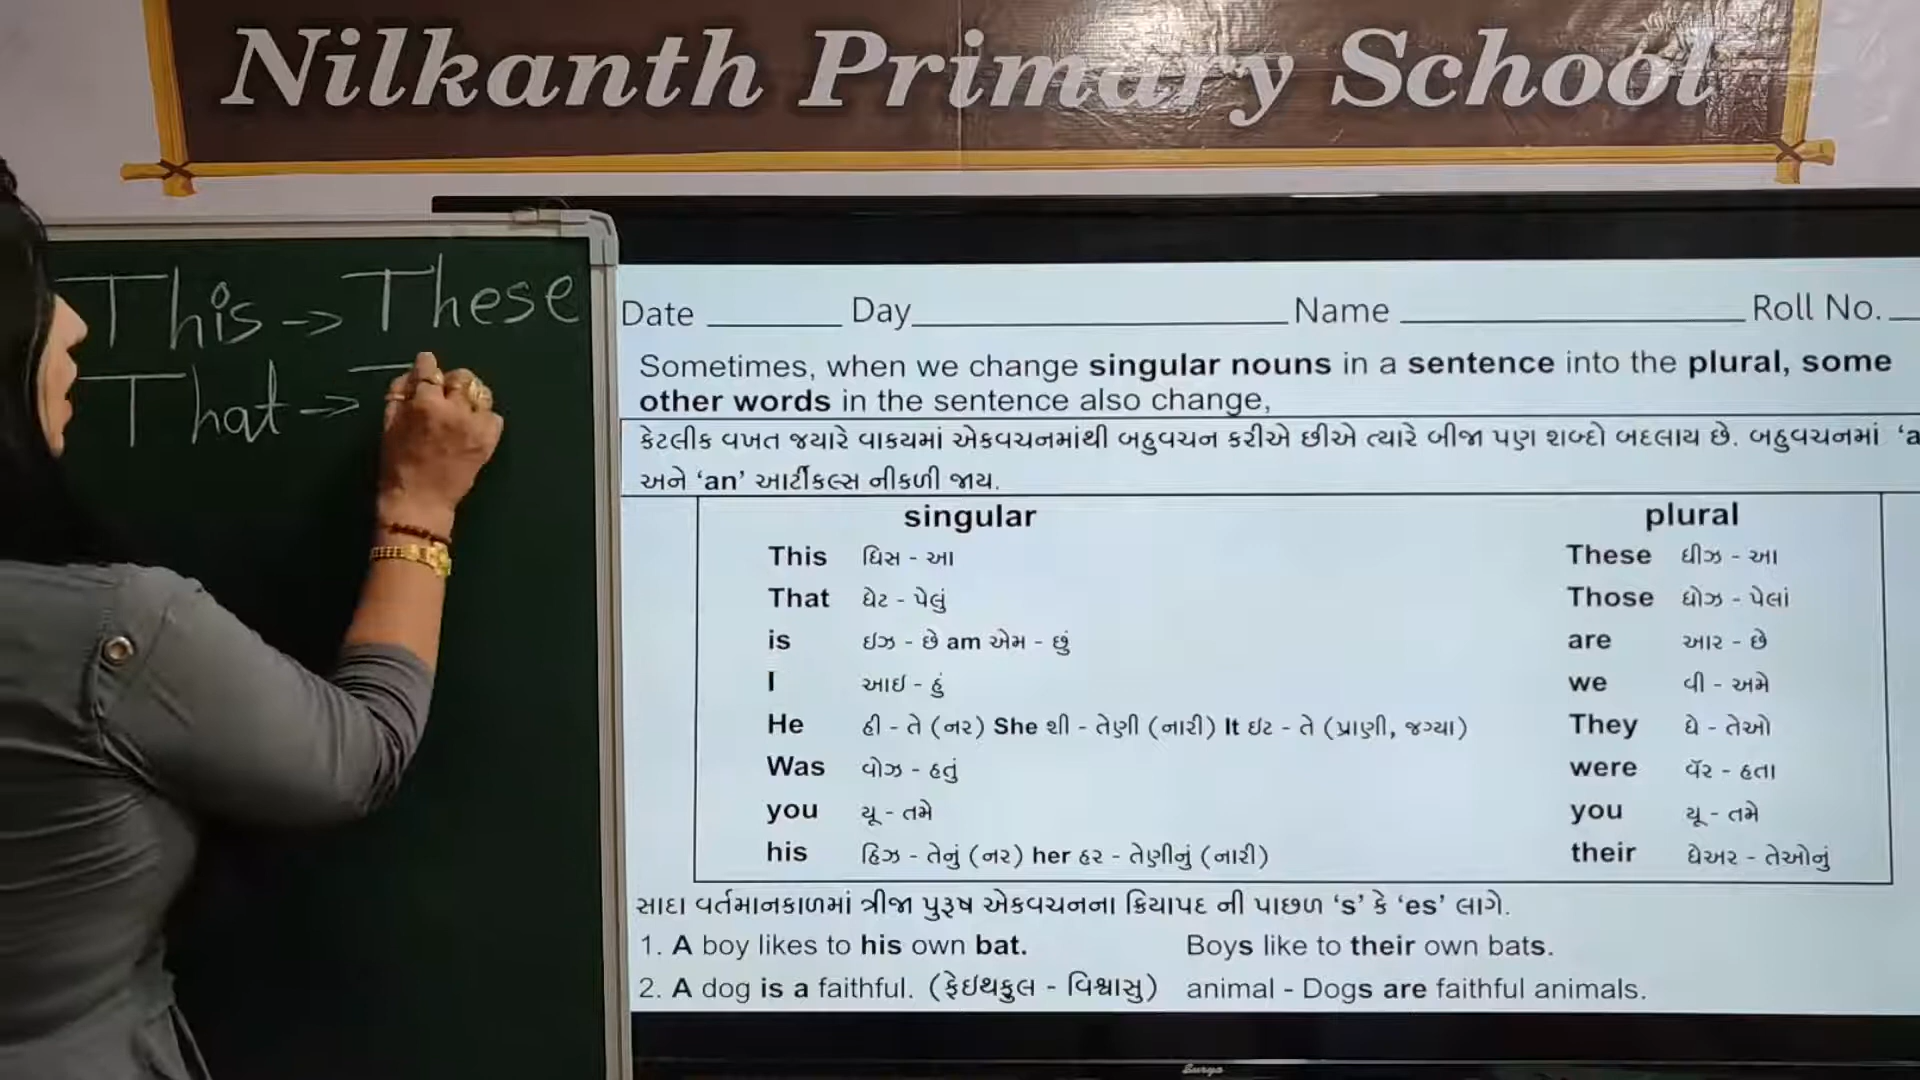 Nilkanth Primary School
This -> These
That -> T
Date ________ Day____________________ Name ____________________ Roll No. __
Sometimes, when we change singular nouns in a sentence into the plural, some
other words in the sentence also change,
કેટલીક વખત જયારે વાકયમાં એકવચનમાંથી બહુવચન કરીએ છીએ ત્યારે બીજા પણ શબ્દો બદલાય છે. બહુવચનમાં ‘a
અને ‘an’ આર્ટીકલ્સ નીકળી જાય.
singular plural
This ધિસ - આ These ધીઝ - આ
That ધેટ - પેલું Those ધોઝ - પેલાં
is ઇઝ - છે am એમ - છું are આર - છે
I આઇ - હું we વી - અમે
He હી - તે (નર) She શી - તેણી (નારી) It ઇટ - તે (પ્રાણી, જગ્યા) They ધે - તેઓ
Was વોઝ - હતું were વૅર - હતા
you યૂ - તમે you યૂ - તમે
his હિઝ - તેનું (નર) her હર - તેણીનું (નારી) their ધેઅર - તેઓનું
સાદા વર્તમાનકાળમાં ત્રીજા પુરૂષ એકવચનના ક્રિયાપદ ની પાછળ ‘s’ કે ‘es’ લાગે.
1. A boy likes to his own bat. Boys like to their own bats.
2. A dog is a faithful. (ફેઇથફુલ - વિશ્વાસુ) animal - Dogs are faithful animals.